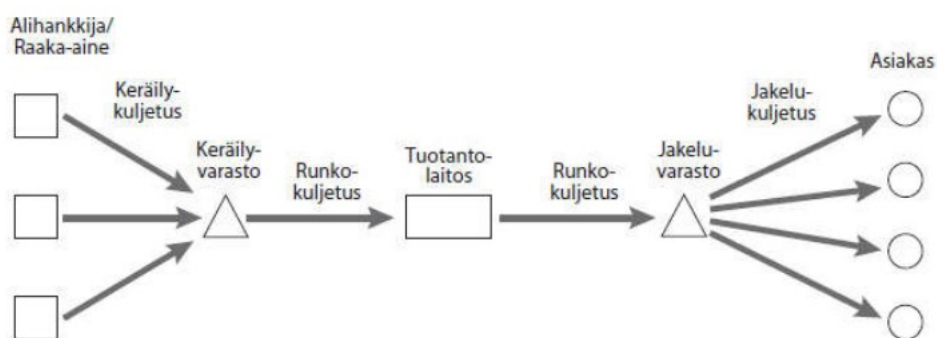 Alihankkija/
Raaka-aine
Keräily-
kuljetus
Keräily-
varasto
Runko-
kuljetus
Tuotanto-
laitos
Runko-
kuljetus
Jakelu-
varasto
Jakelu-
kuljetus
Asiakas